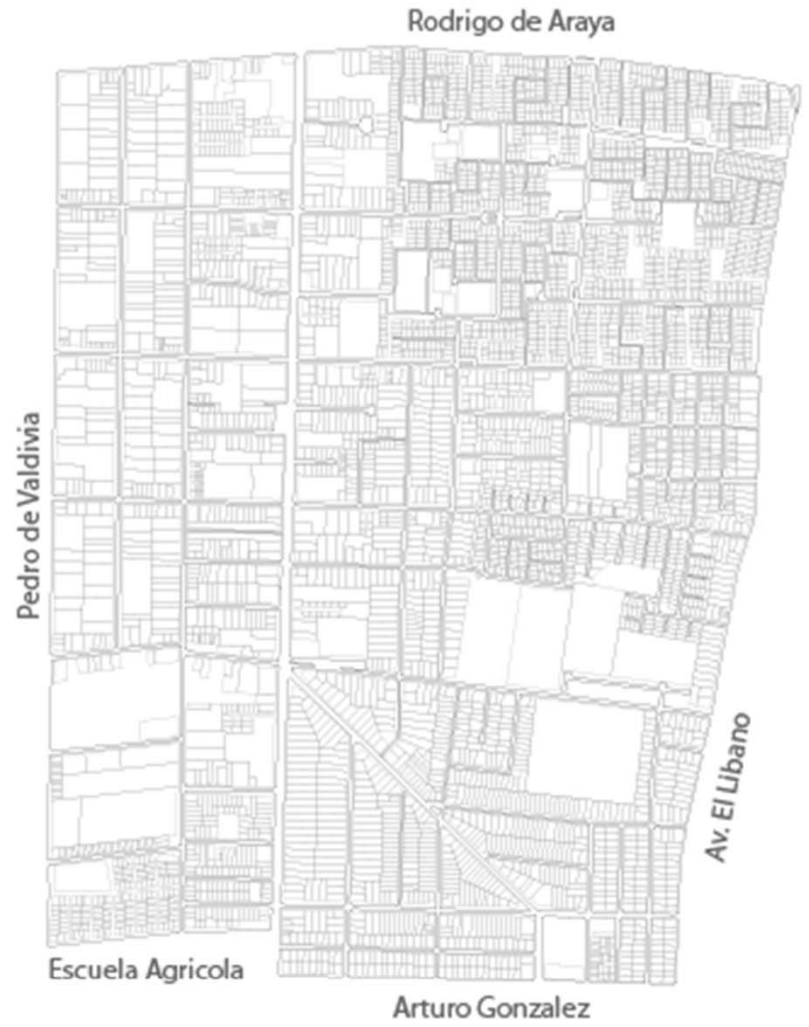 Rodrigo de Araya
Pedro de Valdivia
Av. El Libano
Escuela Agricola
Arturo Gonzalez